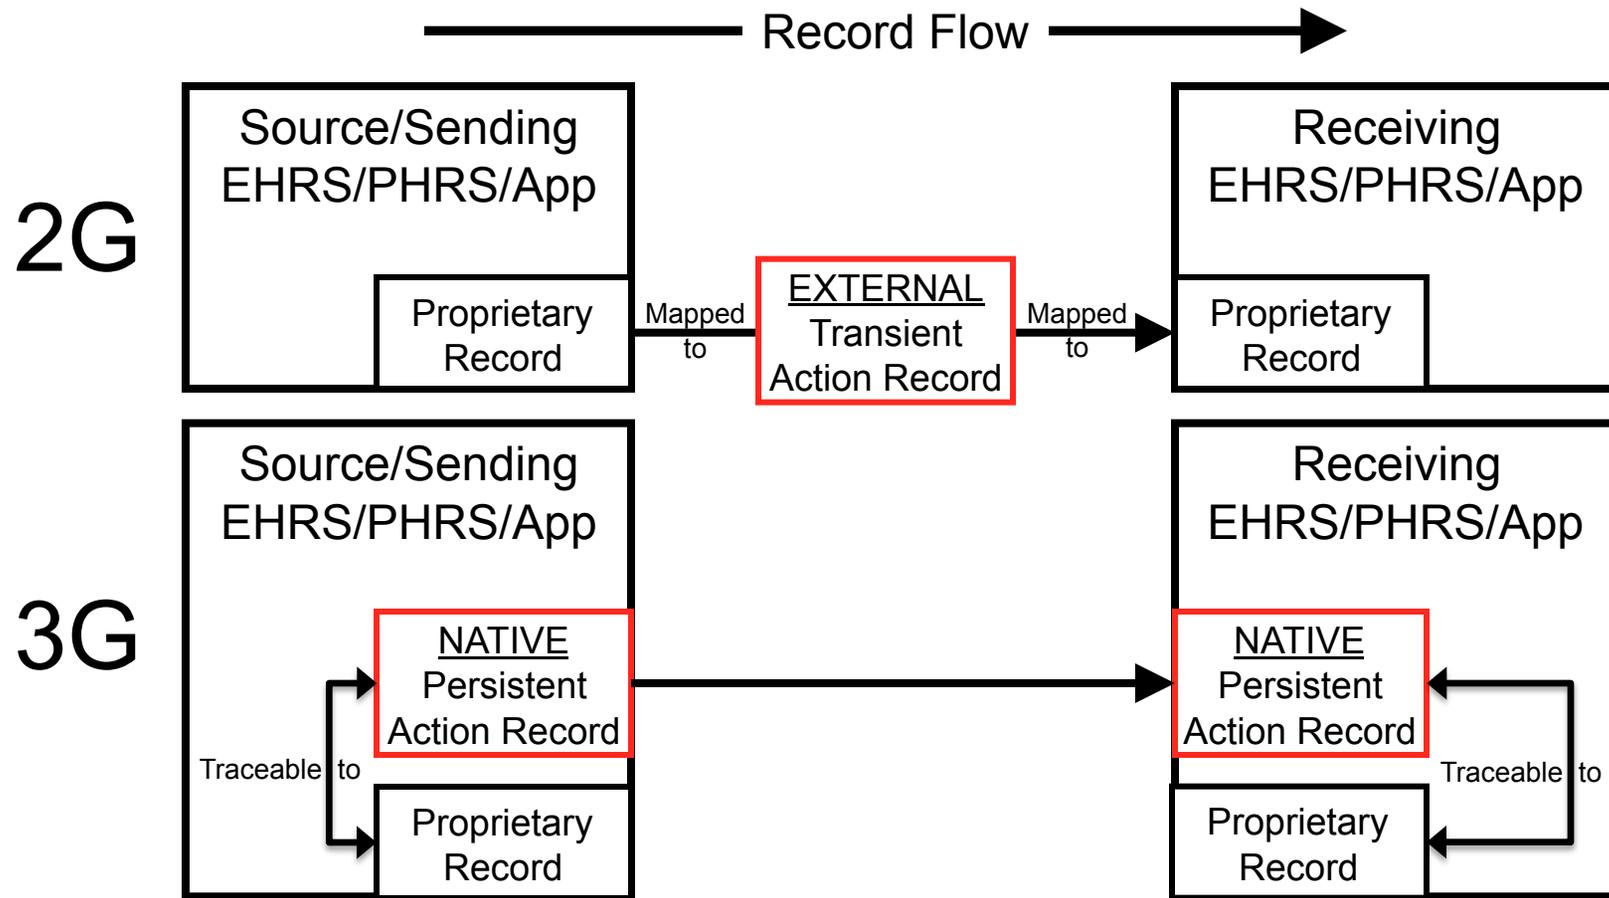 Record Flow
2G
Source/Sending
EHRS/PHRS/App
Proprietary
Record
Mapped
to
EXTERNAL
Transient
Action Record
Mapped
to
Receiving
EHRS/PHRS/App
Proprietary
Record
3G
Source/Sending
EHRS/PHRS/App
NATIVE
Persistent
Action Record
Traceable to
Proprietary
Record
Receiving
EHRS/PHRS/App
NATIVE
Persistent
Action Record
Traceable to
Proprietary
Record